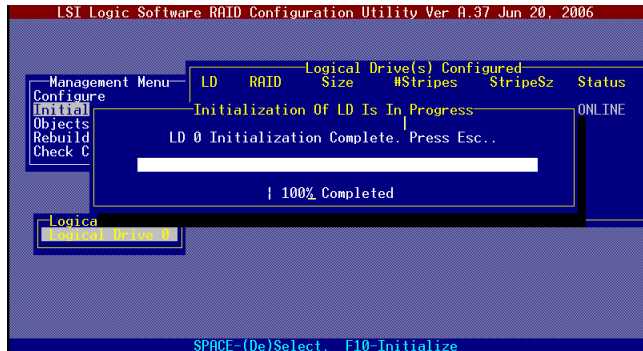 LSI Logic Software RAID Configuration Utility Ver A.37 Jun 20, 2006
Logical Drive(s) Configured
LD RAID Size #Stripes StripeSz Status
Management Menu
Configure
Initial
Initialization Of LD Is In Progress
ONLINE
Objects
Rebuild
LD 0 Initialization Complete. Press Esc..
Check C
| 100% Completed
Logica
Logical Drive 0
SPACE-(De)Select, F10-Initialize